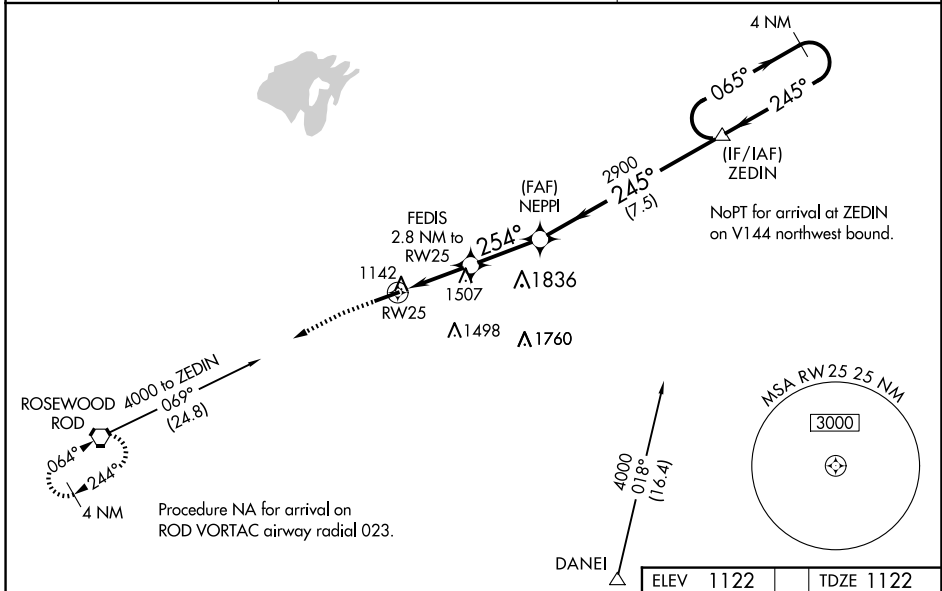 4 NM
065°
245°
(IF/IAF)
ZEDIN
2900
245°
(7.5)
(FAF)
NEPPI
NoPT for arrival at ZEDIN
on V144 northwest bound.
FEDIS
2.8 NM to
RW25
254°
1142
RW25
1507
1836
1498
1760
4000 to ZEDIN
069°
(24.8)
ROSEWOOD
ROD
064°
244°
4 NM
Procedure NA for arrival on
ROD VORTAC airway radial 023.
4000
018°
(16.4)
DANEI
MSA RW25 25 NM
3000
ELEV 1122
TDZE 1122